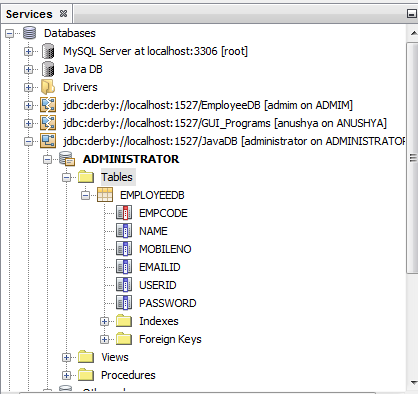 Services
Databases
MySQL Server at localhost:3306 [root]
Java DB
Drivers
jdbc:derby://localhost:1527/EmployeeDB [admim on ADMIM]
jdbc:derby://localhost:1527/GUI_Programs [anushya on ANUSHYA]
jdbc:derby://localhost:1527/JavaDB [administrator on ADMINISTRATOR
ADMINISTRATOR
Tables
EMPLOYEEDB
EMPCODE
NAME
MOBILENO
EMAILID
USERID
PASSWORD
Indexes
Foreign Keys
Views
Procedures